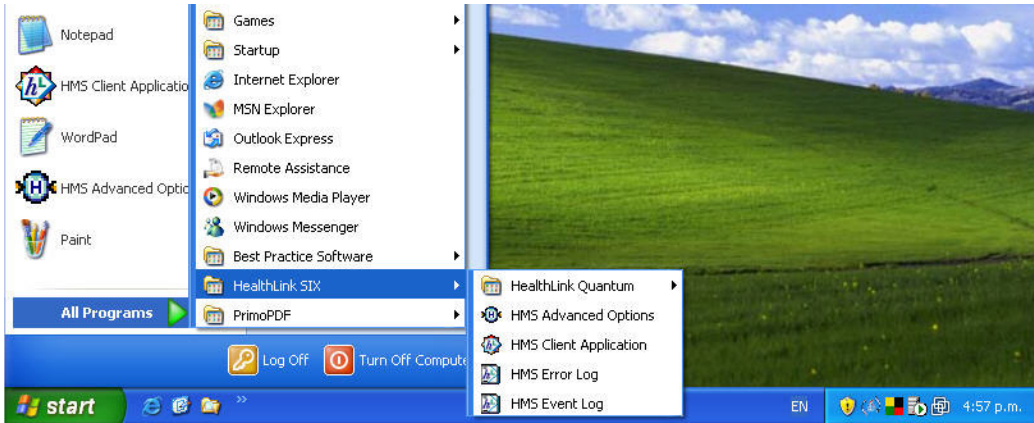 Notepad
HMS Client Applicatio
WordPad
HMS Advanced Optic
Paint
All Programs
Games
Startup
Internet Explorer
MSN Explorer
Outlook Express
Remote Assistance
Windows Media Player
Windows Messenger
Best Practice Software
HealthLink SIX
PrimoPDF
HealthLink Quantum
HMS Advanced Options
HMS Client Application
HMS Error Log
HMS Event Log
Log Off
Turn Off Compute
start
EN
4:57 p.m.